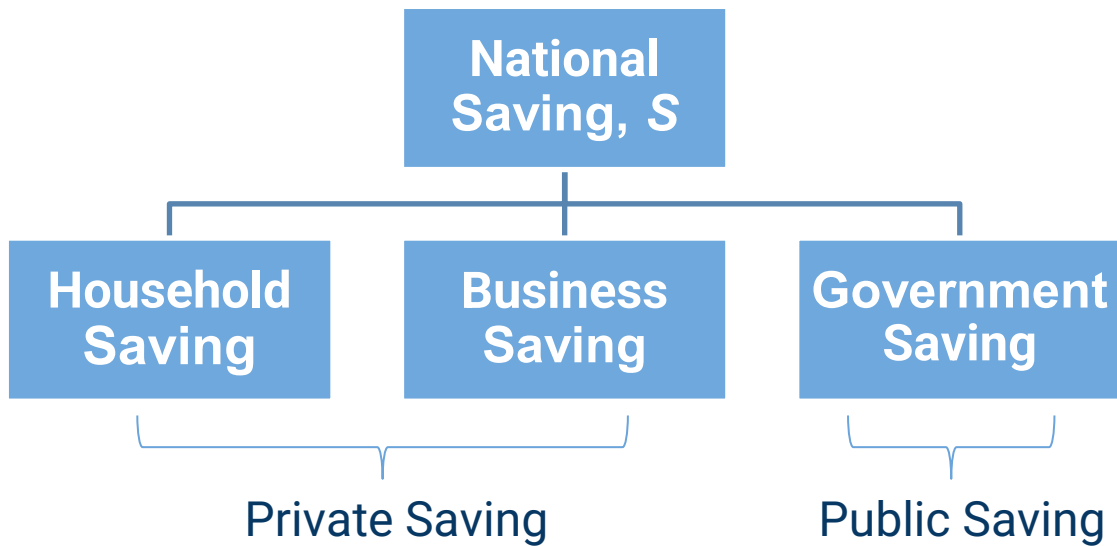 National
Saving, S
Household
Saving
Business
Saving
Government
Saving
Private Saving
Public Saving